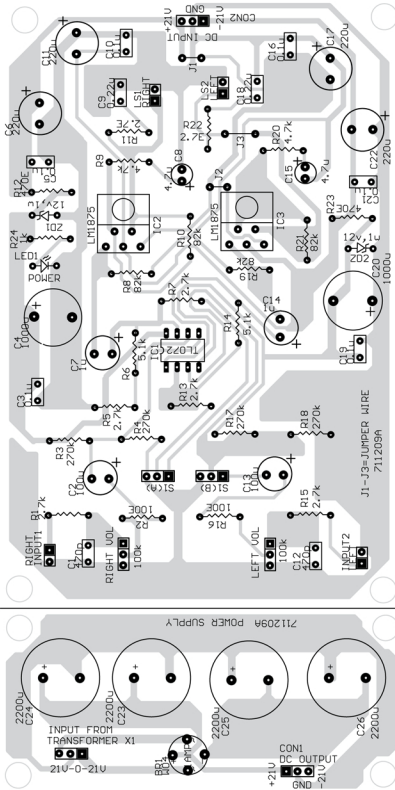 GND
CON2
+21V
-21V
DC INPUT
C11
220u
C10
0.1u
J1
C16
0.1u
C17
220u
C9
0.22u
LS1
RIGHT
LS2
LEFT
C18
0.22u
C6
220u
R11
2.7E
R22
2.7E
J3
R20
4.7k
C22
220u
C5
0.1u
R9
4.7k
C8
4.7u
C15
4.7u
C21
0.1u
R12
470E
J2
R23
470E
12v,1w
ZD1
LM1875
IC2
LM1875
IC3
R24
1k
R10
82k
R21
82k
12v,1w
ZD2
LED1
POWER
R8
82k
R19
82k
C20
1000u
R7
2.7k
C4
1000u
C14
1u
R14
5.1k
C7
1u
R6
5.1k
IC1
TL072
C19
0.1u
C3
0.1u
R13
2.7k
R5
2.7k
J1-J3=JUMPER WIRE
711209A
R3
270k
R4
270k
R17
270k
R18
270k
S1(A)
S1(B)
C2
100u
C13
100u
R1
2.7k
100E
R2
100E
R16
R15
2.7k
RIGHT
INPUT1
C1
470p
RIGHT VOL
100k
LEFT VOL
100k
C12
470p
INPUT2
LEFT
711209A POWER SUPPLY
2200u
C24
2200u
C23
2200u
C25
2200u
C26
INPUT FROM
TRANSFORMER X1
21V-0-21V
BR1
CON1
DC OUTPUT
+21V
GND
-21V